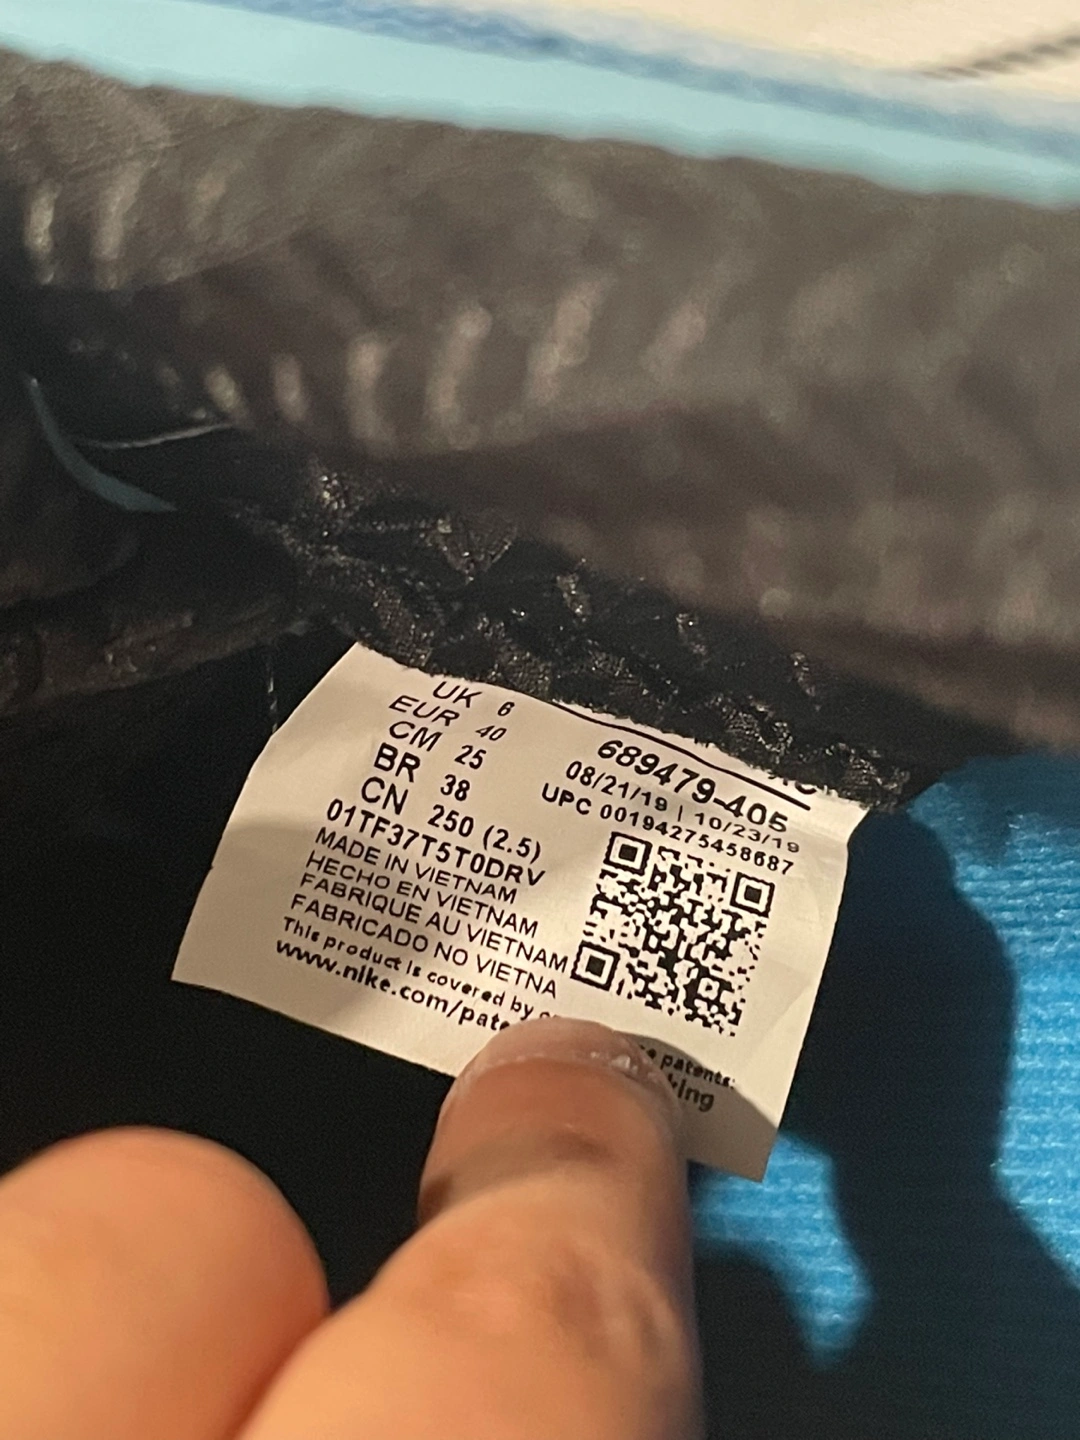 UK 6
EUR 40
CM 25
BR 38
CN 250 (2.5)
01TF37T5T0DRV
MADE IN VIETNAM
HECHO EN VIETNAM
FABRIQUE AU VIETNAM
FABRICADO NO VIETNA
This product is covered by patents:
www.nike.com/
689479-405
08/21/19 | 10/23/19
UPC 00194275458687